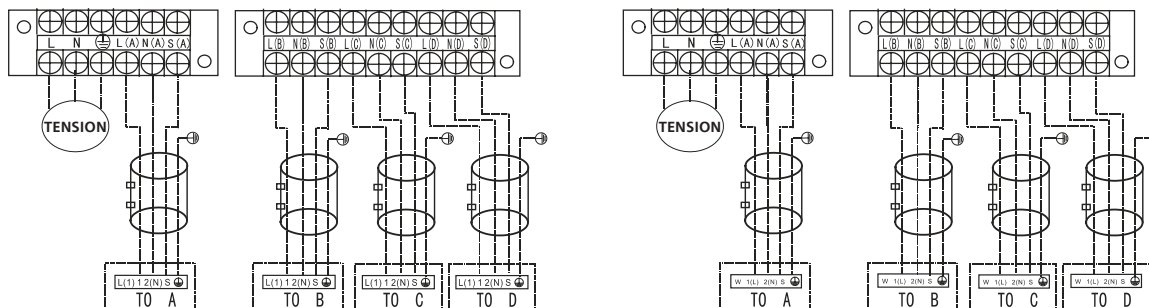 L N L(A) N(A) S(A)
L(B) N(B) S(B) L(C) N(C) S(C) L(D) N(D) S(D)
TENSION
L(1) 1 2(N) S
TO A
L(1) 1 2(N) S
TO B
L(1) 1 2(N) S
TO C
L(1) 1 2(N) S
TO D
L N L(A) N(A) S(A)
L(B) N(B) S(B) L(C) N(C) S(C) L(D) N(D) S(D)
TENSION
W 1(L) 2(N) S
TO A
W 1(L) 2(N) S
TO B
W 1(L) 2(N) S
TO C
W 1(L) 2(N) S
TO D